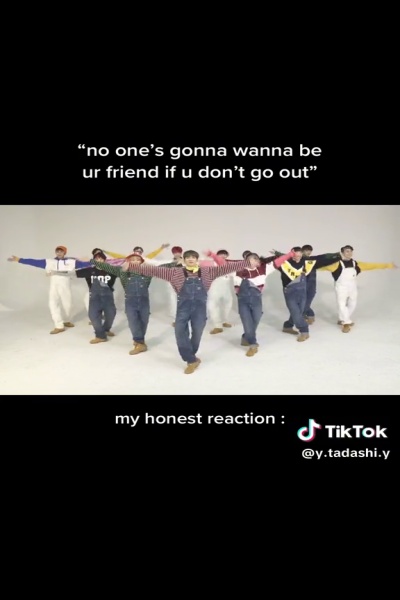 “no one’s gonna wanna be
ur friend if u don’t go out”
my honest reaction :
TikTok
@y.tadashi.y